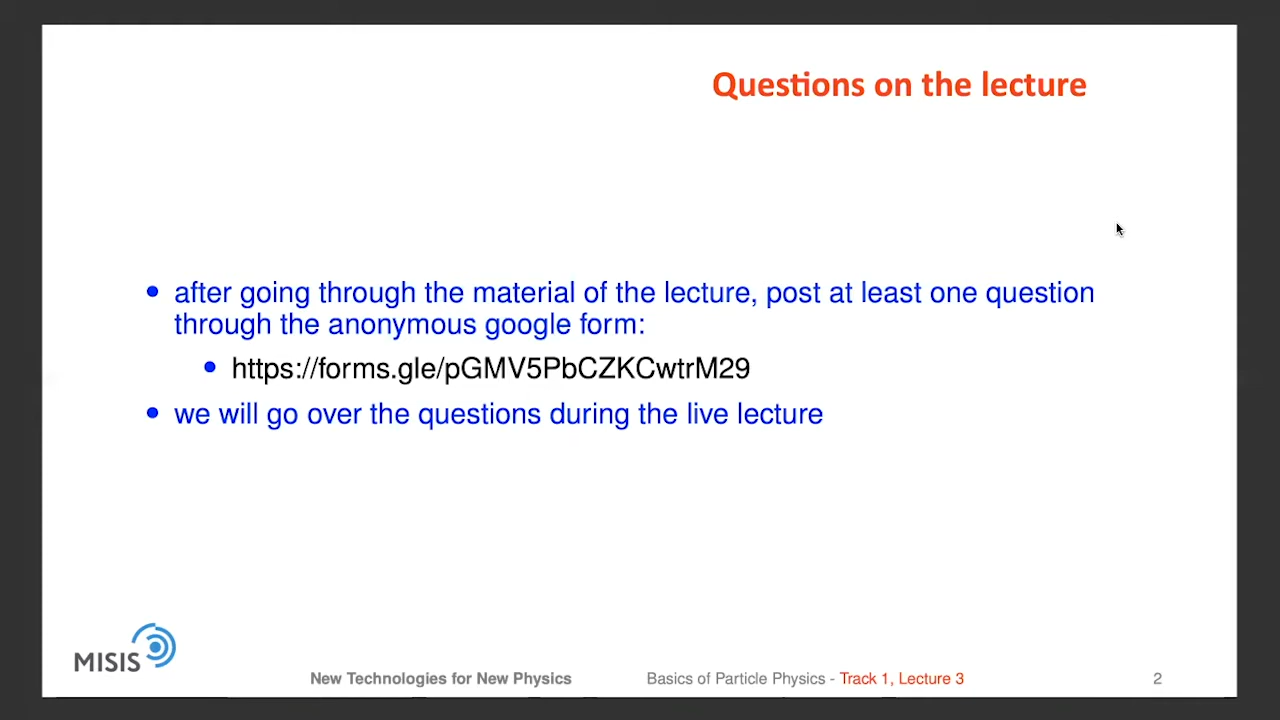 Questions on the lecture
• after going through the material of the lecture, post at least one question
through the anonymous google form:
• https://forms.gle/pGMV5PbCZKCwtrM29
• we will go over the questions during the live lecture
MISIS
New Technologies for New Physics Basics of Particle Physics - Track 1, Lecture 3 2